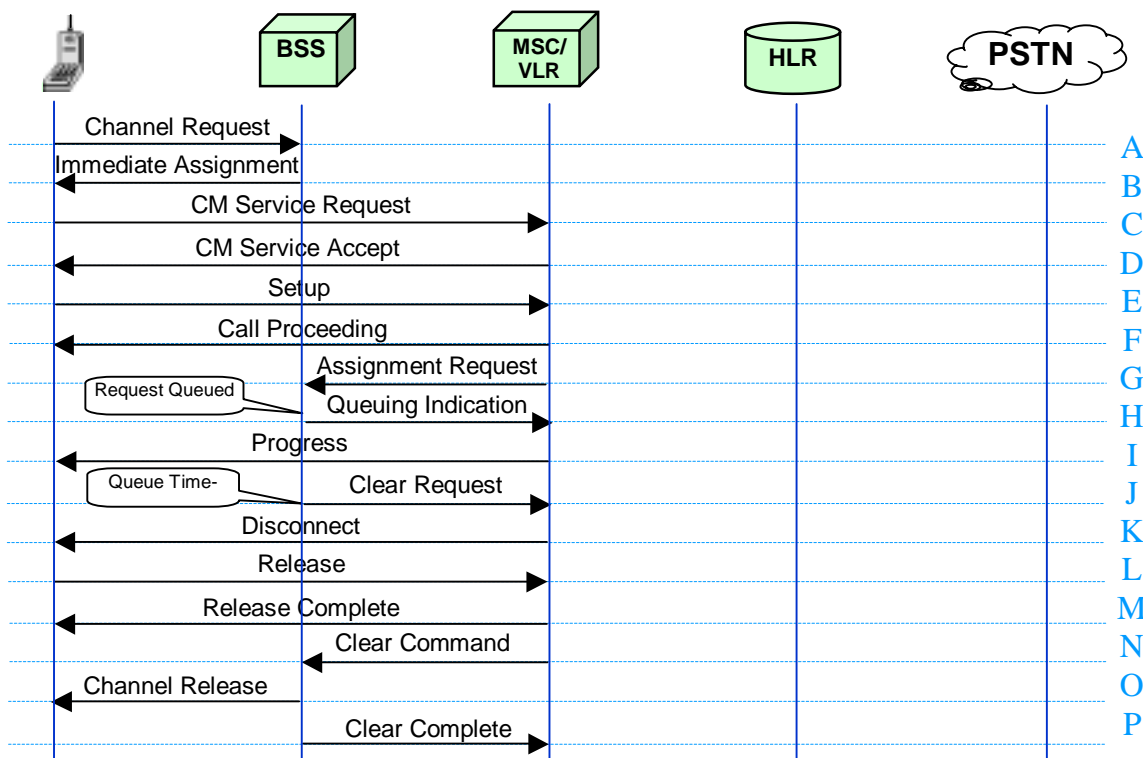 BSS
MSC/
VLR
HLR
PSTN
Channel Request
A
Immediate Assignment
B
CM Service Request
C
CM Service Accept
D
Setup
E
Call Proceeding
F
Assignment Request
G
Request Queued
Queuing Indication
H
Progress
I
Queue Time-
Clear Request
J
Disconnect
K
Release
L
Release Complete
M
Clear Command
N
Channel Release
O
Clear Complete
P